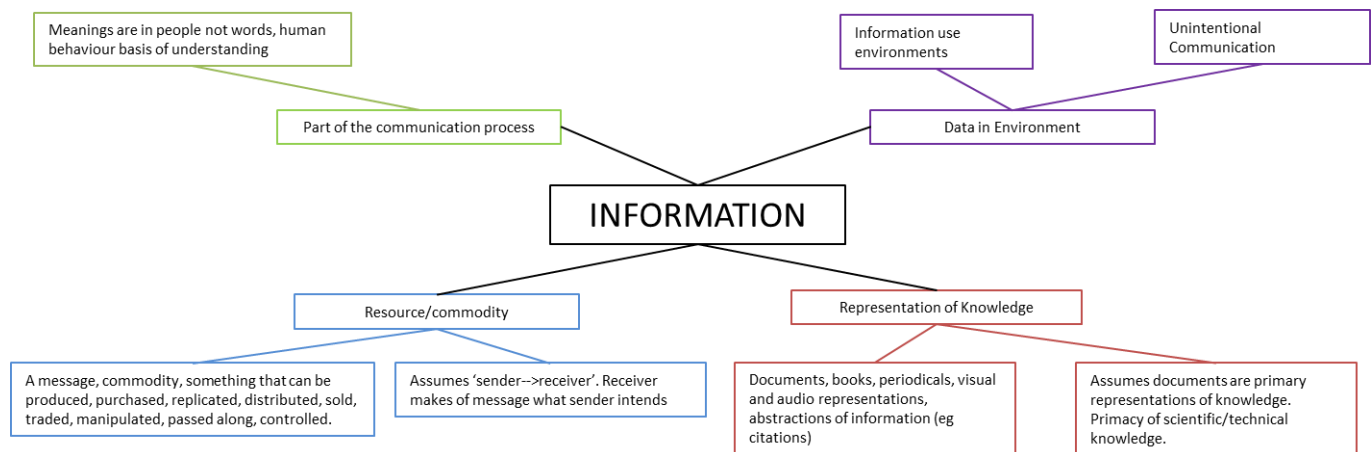 Meanings are in people not words, human
behaviour basis of understanding
Information use
environments
Unintentional
Communication
Part of the communication process
Data in Environment
INFORMATION
Resource/commodity
Representation of Knowledge
A message, commodity, something that can be
produced, purchased, replicated, distributed, sold,
traded, manipulated, passed along, controlled.
Assumes ‘sender-->receiver’. Receiver
makes of message what sender intends
Documents, books, periodicals, visual
and audio representations,
abstractions of information (eg
citations)
Assumes documents are primary
representations of knowledge.
Primacy of scientific/technical
knowledge.